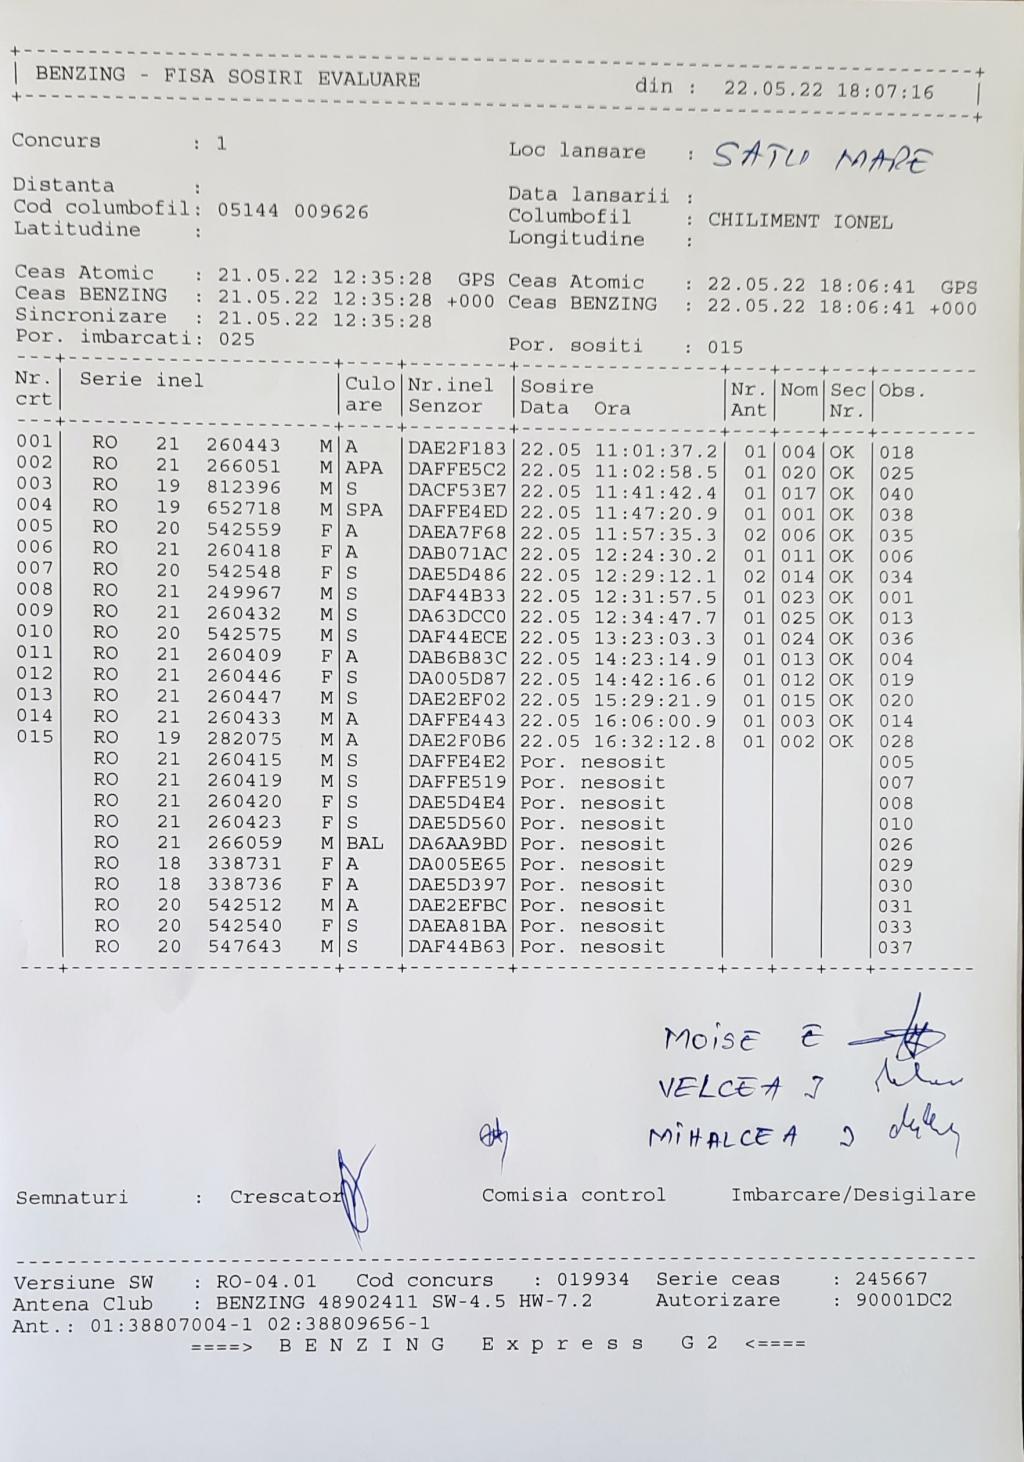 BENZING - FISA SOSIRI EVALUARE din : 22.05.22 18:07:16
Concurs : 1 Loc lansare : SATU MARE
Distanta : Data lansarii :
Cod columbofil: 05144 009626 Columbofil : CHILIMENT IONEL
Latitudine : Longitudine :
Ceas Atomic : 21.05.22 12:35:28 GPS Ceas Atomic : 22.05.22 18:06:41 GPS
Ceas BENZING : 21.05.22 12:35:28 +000 Ceas BENZING : 22.05.22 18:06:41 +000
Sincronizare : 21.05.22 12:35:28
Por. imbarcati: 025 Por. sositi : 015
Nr. Serie inel Culo Nr.inel Sosire Nr. Nom Sec Obs.
crt are Senzor Data Ora Ant Nr.
001 RO 21 260443 M A DAE2F183 22.05 11:01:37.2 01 004 OK 018
002 RO 21 266051 M APA DAFFE5C2 22.05 11:02:58.5 01 020 OK 025
003 RO 19 812396 M S DACF53E7 22.05 11:41:42.4 01 017 OK 040
004 RO 19 652718 M SPA DAFFE4ED 22.05 11:47:20.9 01 001 OK 038
005 RO 20 542559 F A DAEA7F68 22.05 11:57:35.3 02 006 OK 035
006 RO 21 260418 F A DAB071AC 22.05 12:24:30.2 01 011 OK 006
007 RO 20 542548 F S DAE5D486 22.05 12:29:12.1 02 014 OK 034
008 RO 21 249967 M S DAF44B33 22.05 12:31:57.5 01 023 OK 001
009 RO 21 260432 M S DA63DCC0 22.05 12:34:47.7 01 025 OK 013
010 RO 20 542575 M S DAF44ECE 22.05 13:23:03.3 01 024 OK 036
011 RO 21 260409 F A DAB6B83C 22.05 14:23:14.9 01 013 OK 004
012 RO 21 260446 F S DA005D87 22.05 14:42:16.6 01 012 OK 019
013 RO 21 260447 M S DAE2EF02 22.05 15:29:21.9 01 015 OK 020
014 RO 21 260433 M A DAFFE443 22.05 16:06:00.9 01 003 OK 014
015 RO 19 282075 M A DAE2F0B6 22.05 16:32:12.8 01 002 OK 028
RO 21 260415 M S DAFFE4E2 Por. nesosit 005
RO 21 260419 M S DAFFE519 Por. nesosit 007
RO 21 260420 F S DAE5D4E4 Por. nesosit 008
RO 21 260423 F S DAE5D560 Por. nesosit 010
RO 21 266059 M BAL DA6AA9BD Por. nesosit 026
RO 18 338731 F A DA005E65 Por. nesosit 029
RO 18 338736 F A DAE5D397 Por. nesosit 030
RO 20 542512 M A DAE2EFBC Por. nesosit 031
RO 20 542540 F S DAEA81BA Por. nesosit 033
RO 20 547643 M S DAF44B63 Por. nesosit 037
MOISE E
VELCEA J
MIHALCEA J
Semnaturi : Crescator Comisia control Imbarcare/Desigilare
Versiune SW : RO-04.01 Cod concurs : 019934 Serie ceas : 245667
Antena Club : BENZING 48902411 SW-4.5 HW-7.2 Autorizare : 90001DC2
Ant.: 01:38807004-1 02:38809656-1
====> B E N Z I N G E x p r e s s G 2 <====